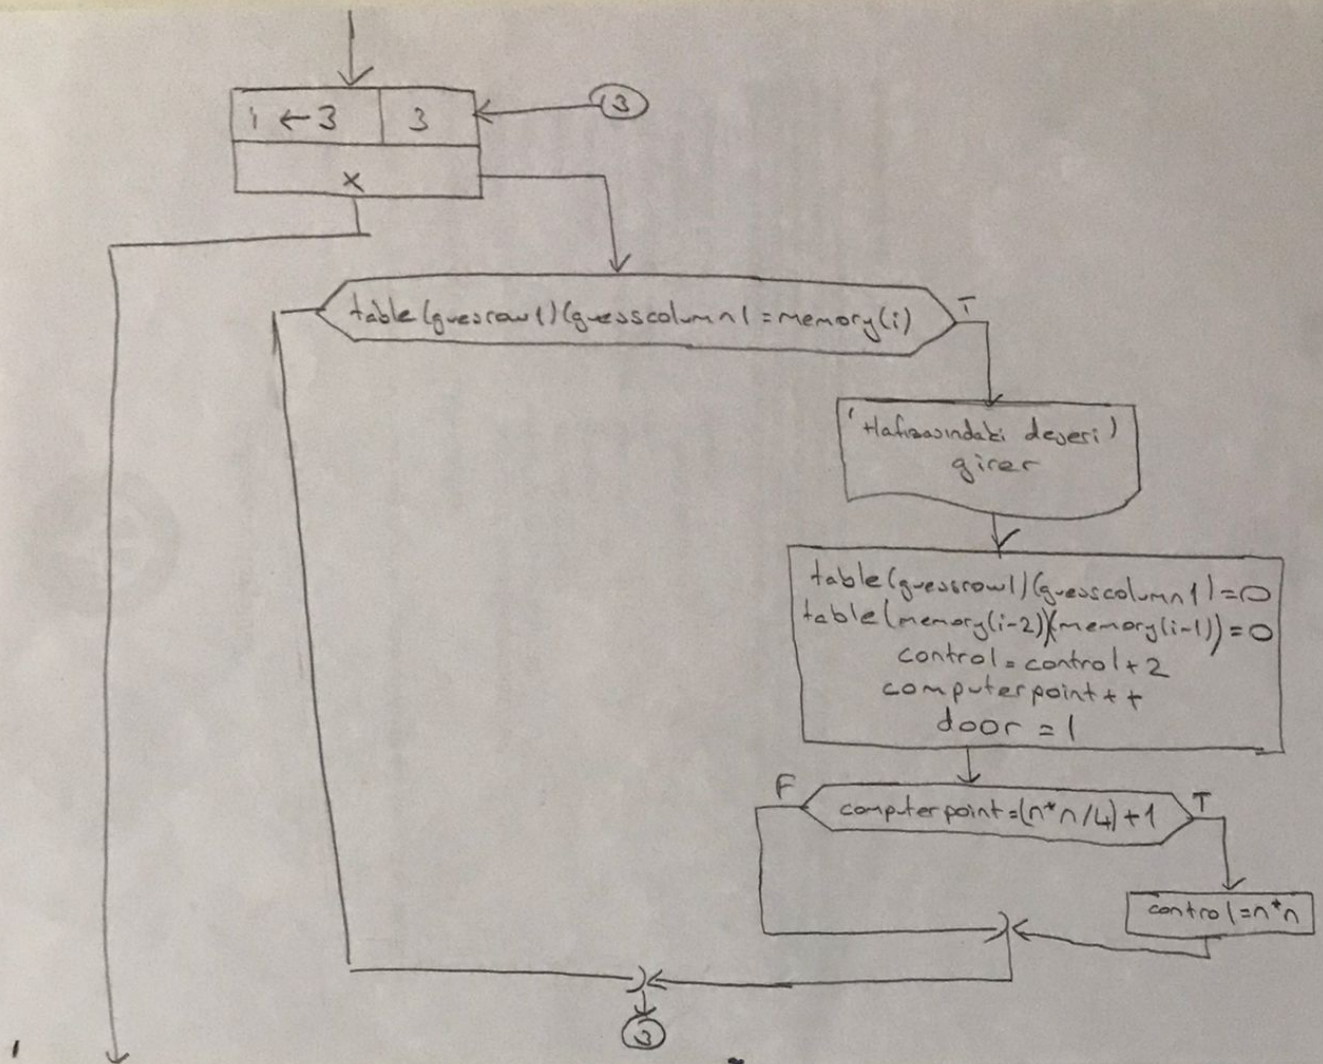 i ← 3 3
3
x
table(guesrow1)(guesscolumn1=memory(i)
T
'Hafızasındaki değeri)
girer
table(guessrow1)(guesscolumn1)=0
table(memory(i-2))(memory(i-1))=0
control=control+2
computerpoint++
door=1
F
computerpoint=(n*n/4)+1
T
control=n*n
3